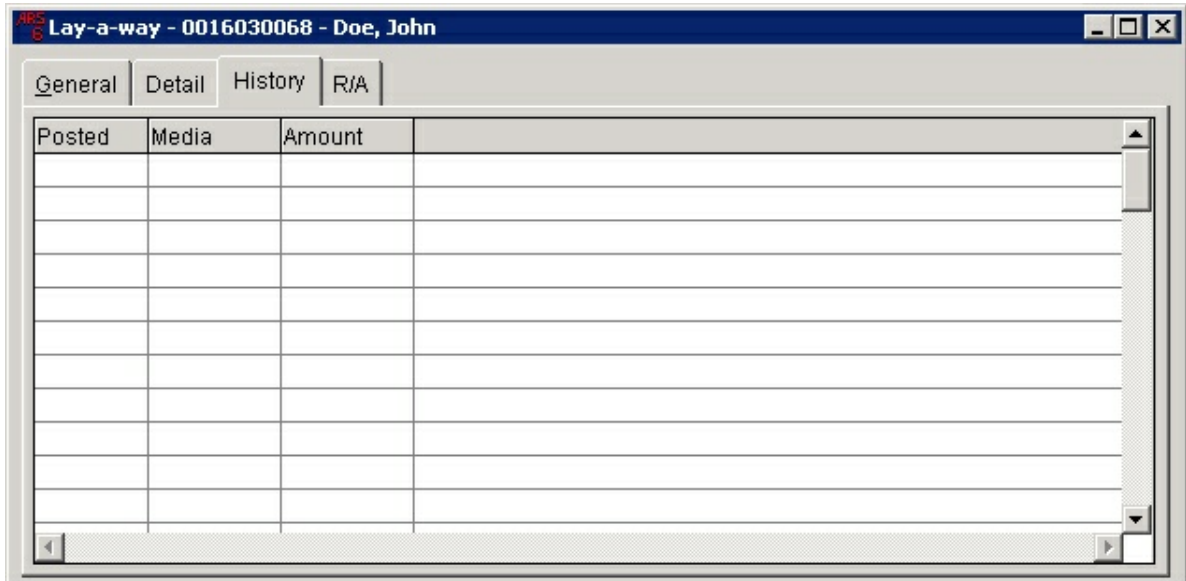 ARS
6
Lay-a-way - 0016030068 - Doe, John
General Detail History R/A
Posted Media Amount